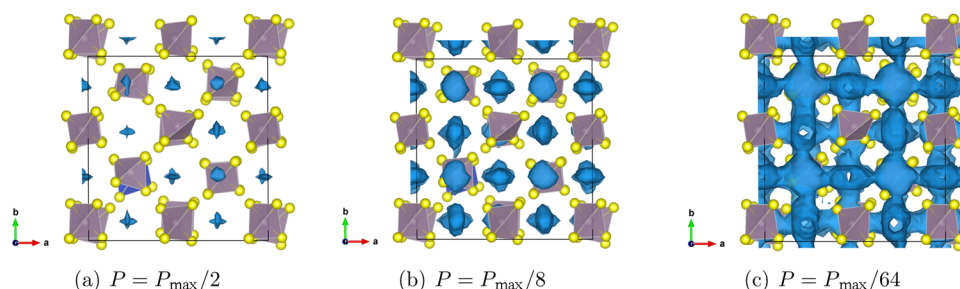 b
a
b
a
b
a
(a) P = P_max/2
(b) P = P_max/8
(c) P = P_max/64